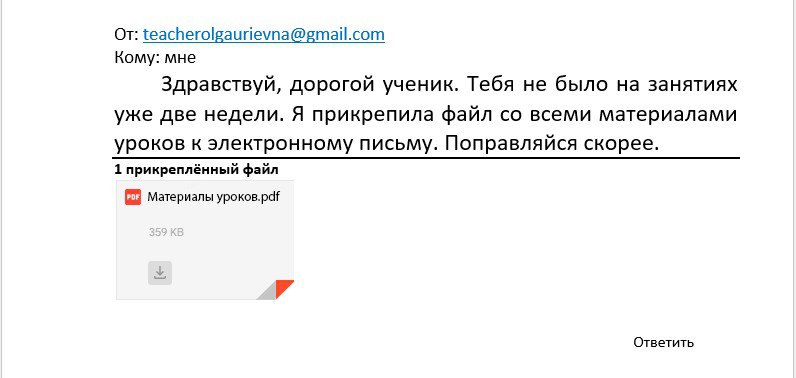 От: teacherolgaurievna@gmail.com
Кому: мне
Здравствуй, дорогой ученик. Тебя не было на занятиях
уже две недели. Я прикрепила файл со всеми материалами
уроков к электронному письму. Поправляйся скорее.
1 прикреплённый файл
PDF Материалы уроков.pdf
359 KB
Ответить